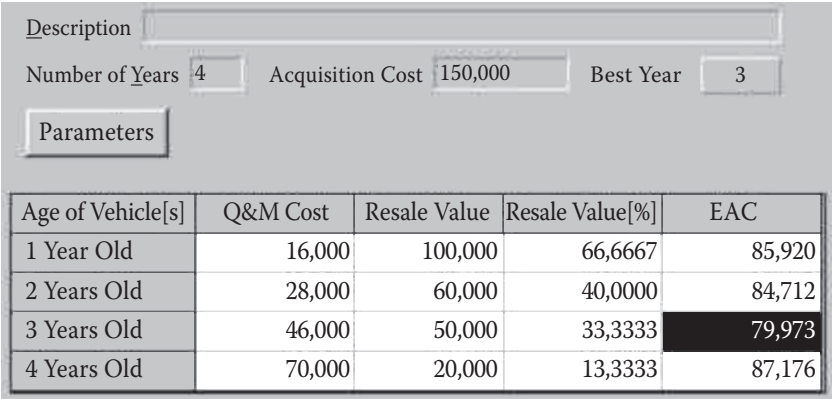 Description
Number of Years 4 Acquisition Cost 150,000 Best Year 3
Parameters
Age of Vehicle[s] Q&M Cost Resale Value Resale Value[%] EAC
1 Year Old 16,000 100,000 66,6667 85,920
2 Years Old 28,000 60,000 40,0000 84,712
3 Years Old 46,000 50,000 33,3333 79,973
4 Years Old 70,000 20,000 13,3333 87,176